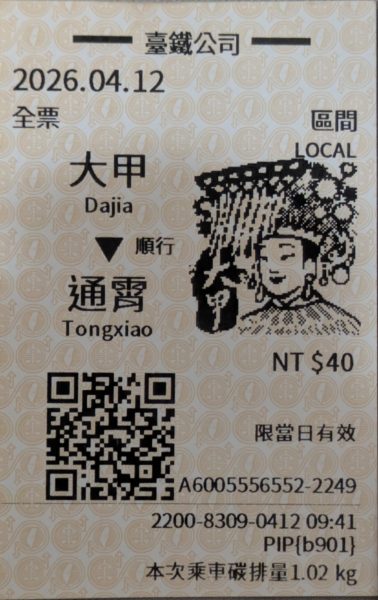 臺鐵公司
2026.04.12
全票
區間
LOCAL
大甲
Dajia
順行
通霄
Tongxiao
NT $40
限當日有效
A6005556552-2249
2200-8309-0412 09:41
PIP{b901}
本次乘車碳排量1.02 kg